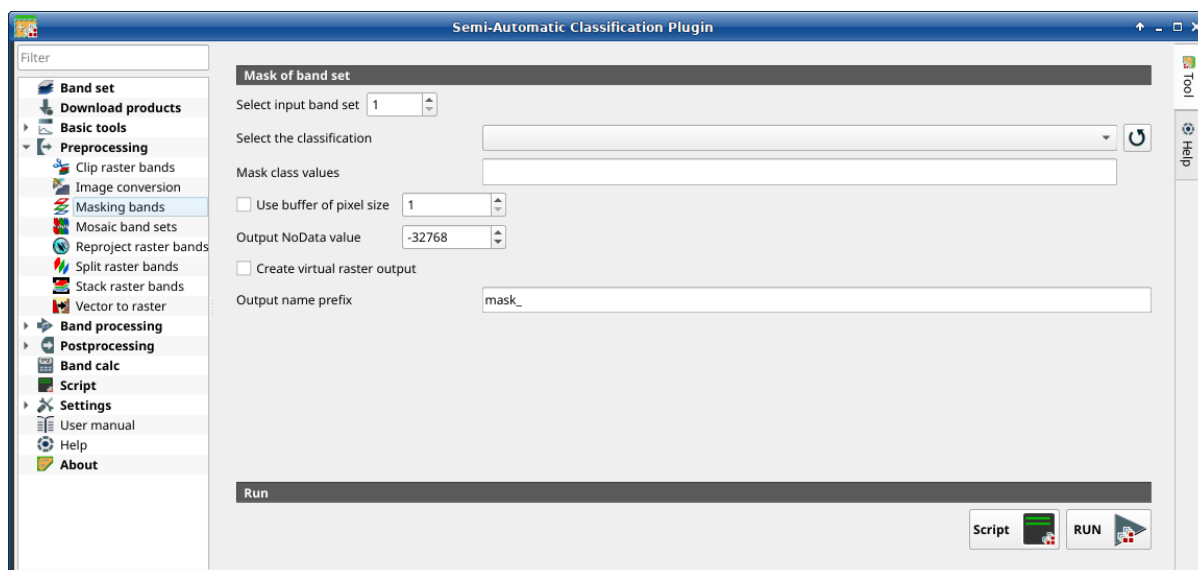 Semi-Automatic Classification Plugin
Filter
Band set
Download products
Basic tools
Preprocessing
Clip raster bands
Image conversion
Masking bands
Mosaic band sets
Reproject raster bands
Split raster bands
Stack raster bands
Vector to raster
Band processing
Postprocessing
Band calc
Script
Settings
User manual
Help
About
Mask of band set
Select input band set 1
Select the classification
Mask class values
Use buffer of pixel size 1
Output NoData value -32768
Create virtual raster output
Output name prefix mask_
Run
Script RUN
Tool
Help